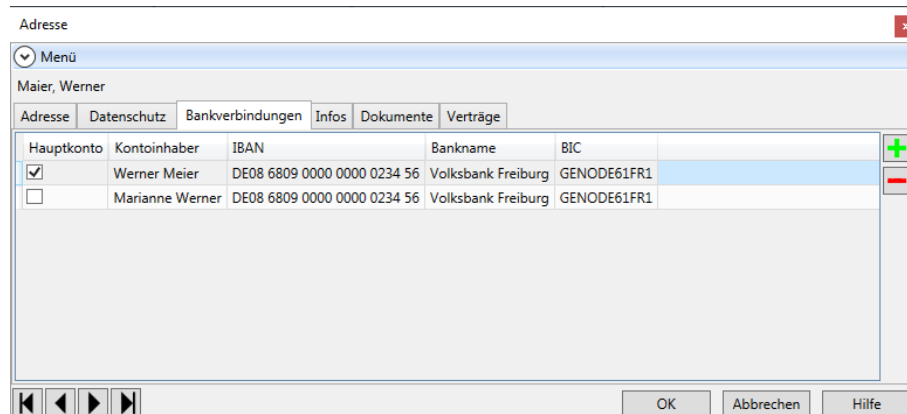 Adresse
x
Menü
Maier, Werner
Adresse Datenschutz Bankverbindungen Infos Dokumente Verträge
Hauptkonto Kontoinhaber IBAN Bankname BIC
Werner Meier DE08 6809 0000 0000 0234 56 Volksbank Freiburg GENODE61FR1
Marianne Werner DE08 6809 0000 0000 0234 56 Volksbank Freiburg GENODE61FR1
OK Abbrechen Hilfe